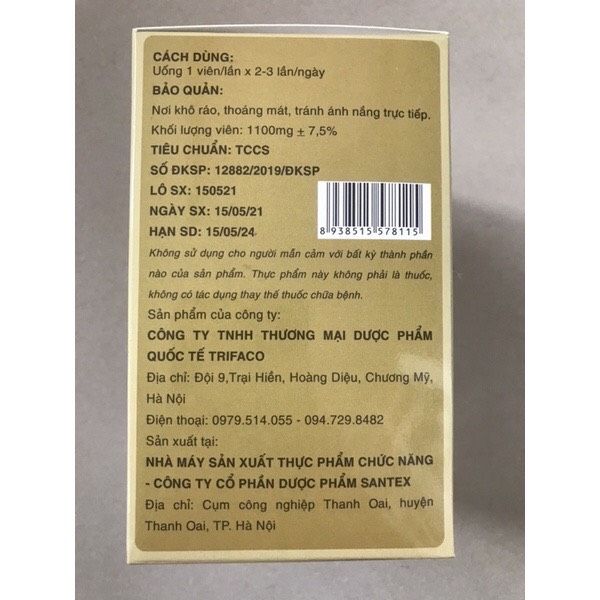 CÁCH DÙNG:
Uống 1 viên/lần x 2-3 lần/ngày
BẢO QUẢN:
Nơi khô ráo, thoáng mát, tránh ánh nắng trực tiếp.
Khối lượng viên: 1100mg ± 7,5%
TIÊU CHUẨN: TCCS
SỐ ĐKSP: 12882/2019/ĐKSP
LÔ SX: 150521
NGÀY SX: 15/05/21
HẠN SD: 15/05/24
8 938515 578115
Không sử dụng cho người mẫn cảm với bất kỳ thành phần
nào của sản phẩm. Thực phẩm này không phải là thuốc,
không có tác dụng thay thế thuốc chữa bệnh.
Sản phẩm của công ty:
CÔNG TY TNHH THƯƠNG MẠI DƯỢC PHẨM
QUỐC TẾ TRIFACO
Địa chỉ: Đội 9,Trại Hiền, Hoàng Diệu, Chương Mỹ,
Hà Nội
Điện thoại: 0979.514.055 - 094.729.8482
Sản xuất tại:
NHÀ MÁY SẢN XUẤT THỰC PHẨM CHỨC NĂNG
- CÔNG TY CỔ PHẦN DƯỢC PHẨM SANTEX
Địa chỉ: Cụm công nghiệp Thanh Oai, huyện
Thanh Oai, TP. Hà Nội